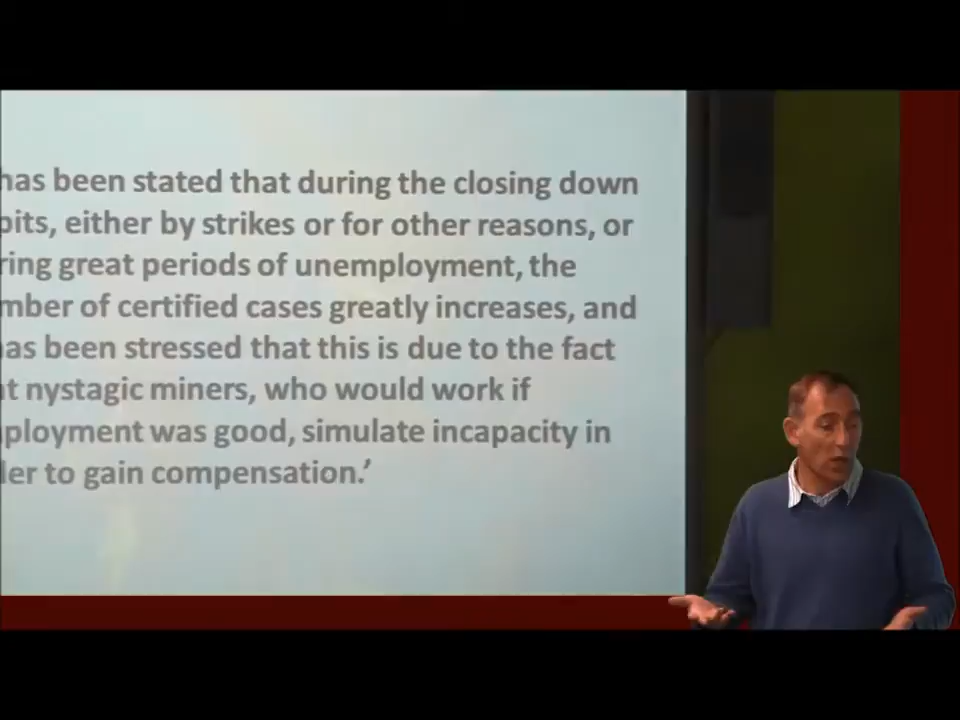 has been stated that during the closing down
pits, either by strikes or for other reasons, or
ring great periods of unemployment, the
mber of certified cases greatly increases, and
has been stressed that this is due to the fact
t nystagic miners, who would work if
ployment was good, simulate incapacity in
der to gain compensation.’